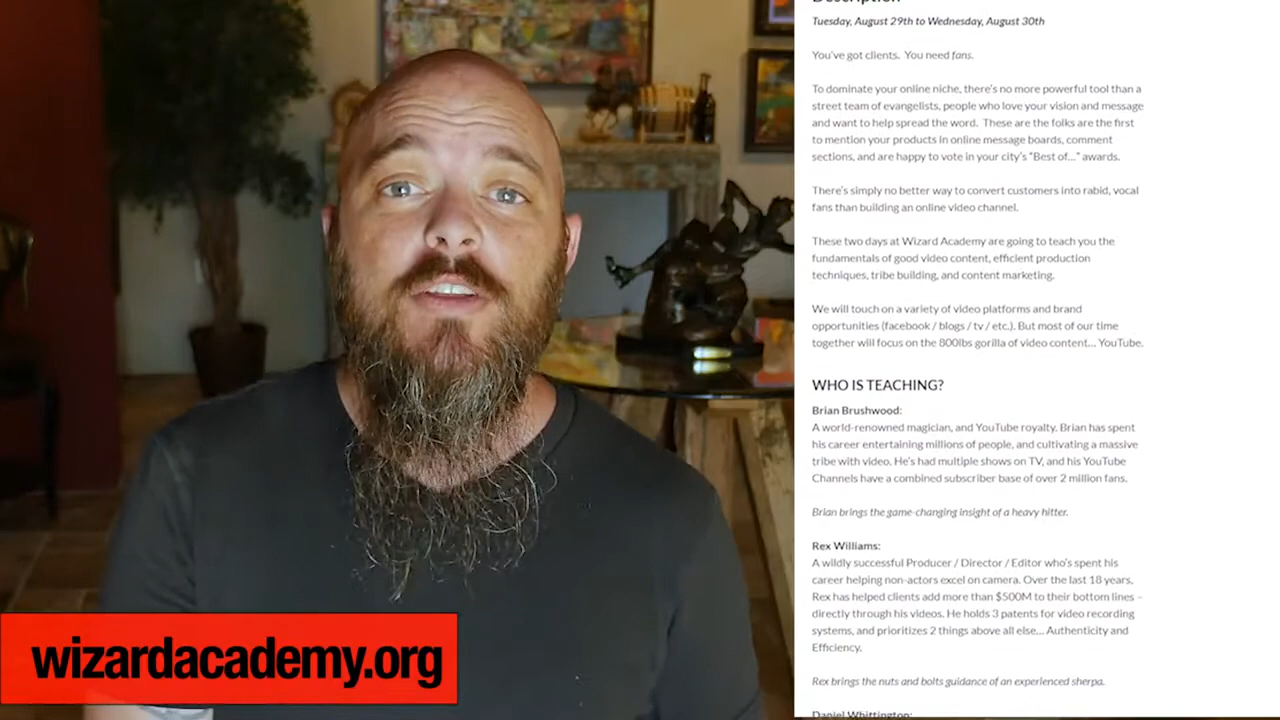 Description
Tuesday, August 29th to Wednesday, August 30th
You've got clients. You need fans.
To dominate your online niche, there's no more powerful tool than a
street team of evangelists, people who love your vision and message
and want to help spread the word. These are the folks are the first
to mention your products in online message boards, comment
sections, and are happy to vote in your city's "Best of..." awards.
There's simply no better way to convert customers into rabid, vocal
fans than building an online video channel.
These two days at Wizard Academy are going to teach you the
fundamentals of good video content, efficient production
techniques, tribe building, and content marketing.
We will touch on a variety of video platforms and brand
opportunities (facebook / blogs / tv / etc.). But most of our time
together will focus on the 800lbs gorilla of video content... YouTube.
WHO IS TEACHING?
Brian Brushwood:
A world-renowned magician, and YouTube royalty. Brian has spent
his career entertaining millions of people, and cultivating a massive
tribe with video. He's had multiple shows on TV, and his YouTube
Channels have a combined subscriber base of over 2 million fans.
Brian brings the game-changing insight of a heavy hitter.
Rex Williams:
A wildly successful Producer / Director / Editor who's spent his
career helping non-actors excel on camera. Over the last 18 years,
Rex has helped clients add more than $500M to their bottom lines –
directly through his videos. He holds 3 patents for video recording
systems, and prioritizes 2 things above all else... Authenticity and
Efficiency.
Rex brings the nuts and bolts guidance of an experienced sherpa.
Daniel Whittington:
wizardacademy.org